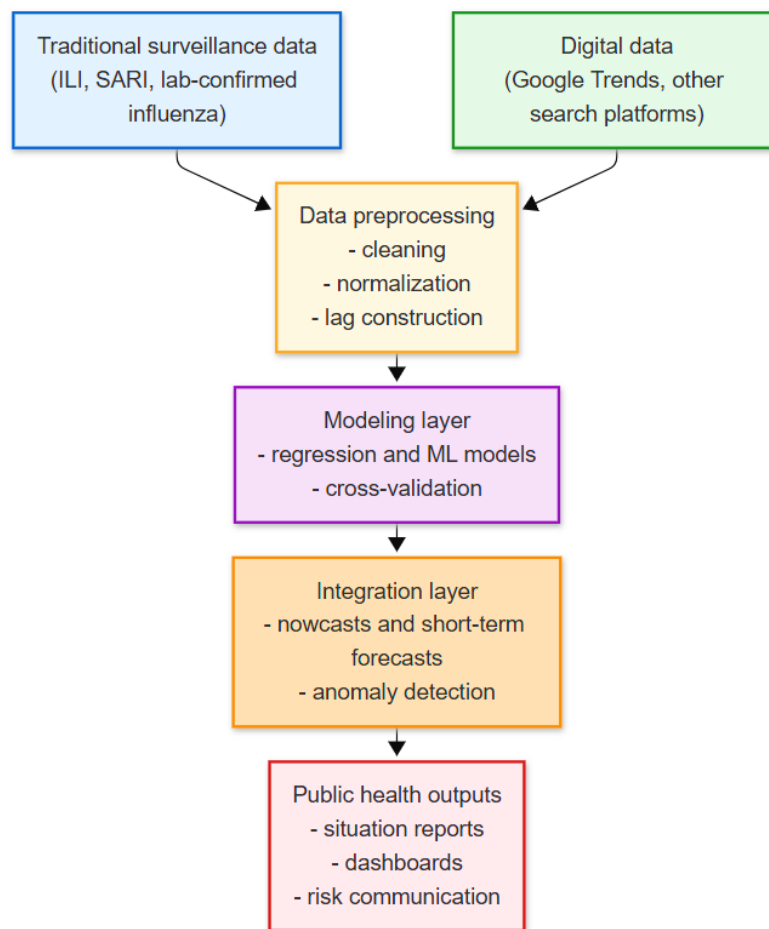 Traditional surveillance data
(ILI, SARI, lab-confirmed
influenza)
Digital data
(Google Trends, other
search platforms)
Data preprocessing
- cleaning
- normalization
- lag construction
Modeling layer
- regression and ML models
- cross-validation
Integration layer
- nowcasts and short-term
forecasts
- anomaly detection
Public health outputs
- situation reports
- dashboards
- risk communication